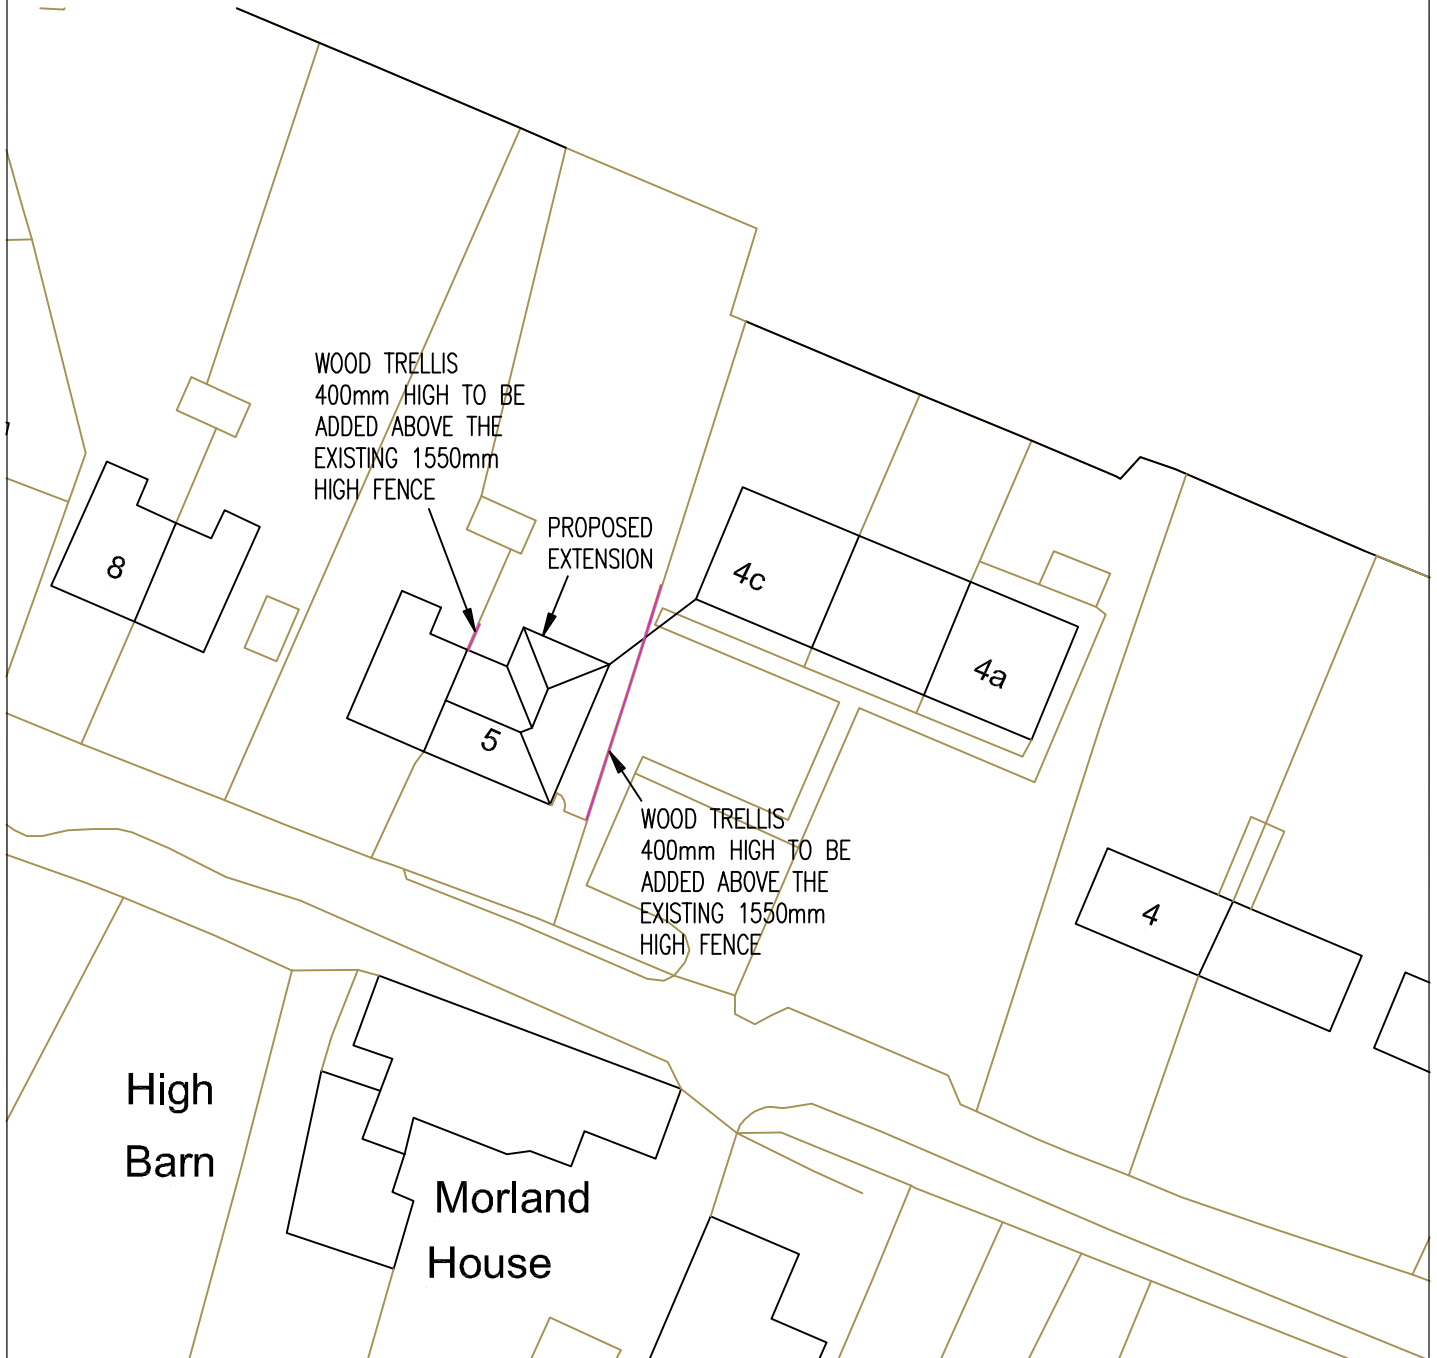 WOOD TRELLIS
400mm HIGH TO BE
ADDED ABOVE THE
EXISTING 1550mm
HIGH FENCE
PROPOSED
EXTENSION
8
4c
4a
5
WOOD TRELLIS
400mm HIGH TO BE
ADDED ABOVE THE
EXISTING 1550mm
HIGH FENCE
4
High
Barn
Morland
House